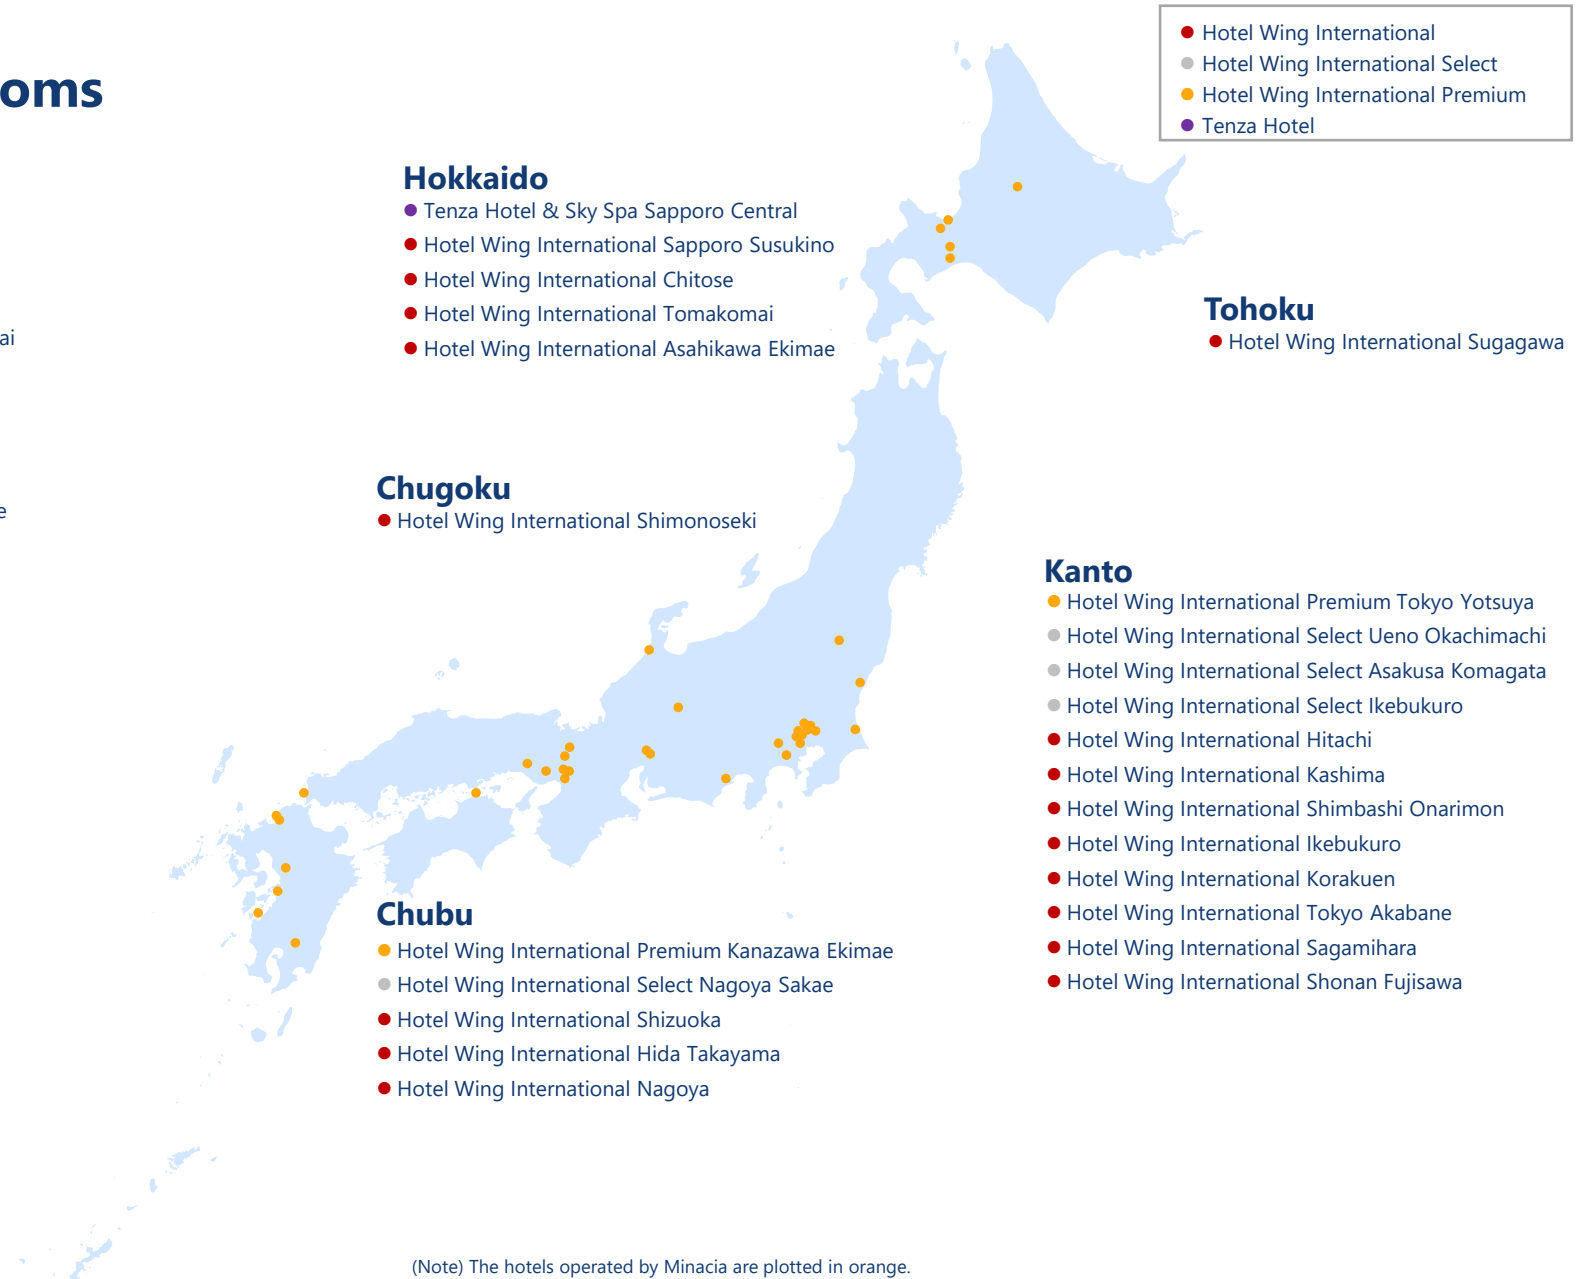 oms
ai
e
Hotel Wing International
Hotel Wing International Select
Hotel Wing International Premium
Tenza Hotel
Hokkaido
Tenza Hotel & Sky Spa Sapporo Central
Hotel Wing International Sapporo Susukino
Hotel Wing International Chitose
Hotel Wing International Tomakomai
Hotel Wing International Asahikawa Ekimae
Tohoku
Hotel Wing International Sugagawa
Chugoku
Hotel Wing International Shimonoseki
Kanto
Hotel Wing International Premium Tokyo Yotsuya
Hotel Wing International Select Ueno Okachimachi
Hotel Wing International Select Asakusa Komagata
Hotel Wing International Select Ikebukuro
Hotel Wing International Hitachi
Hotel Wing International Kashima
Hotel Wing International Shimbashi Onarimon
Hotel Wing International Ikebukuro
Hotel Wing International Korakuen
Hotel Wing International Tokyo Akabane
Hotel Wing International Sagamihara
Hotel Wing International Shonan Fujisawa
Chubu
Hotel Wing International Premium Kanazawa Ekimae
Hotel Wing International Select Nagoya Sakae
Hotel Wing International Shizuoka
Hotel Wing International Hida Takayama
Hotel Wing International Nagoya
(Note) The hotels operated by Minacia are plotted in orange.